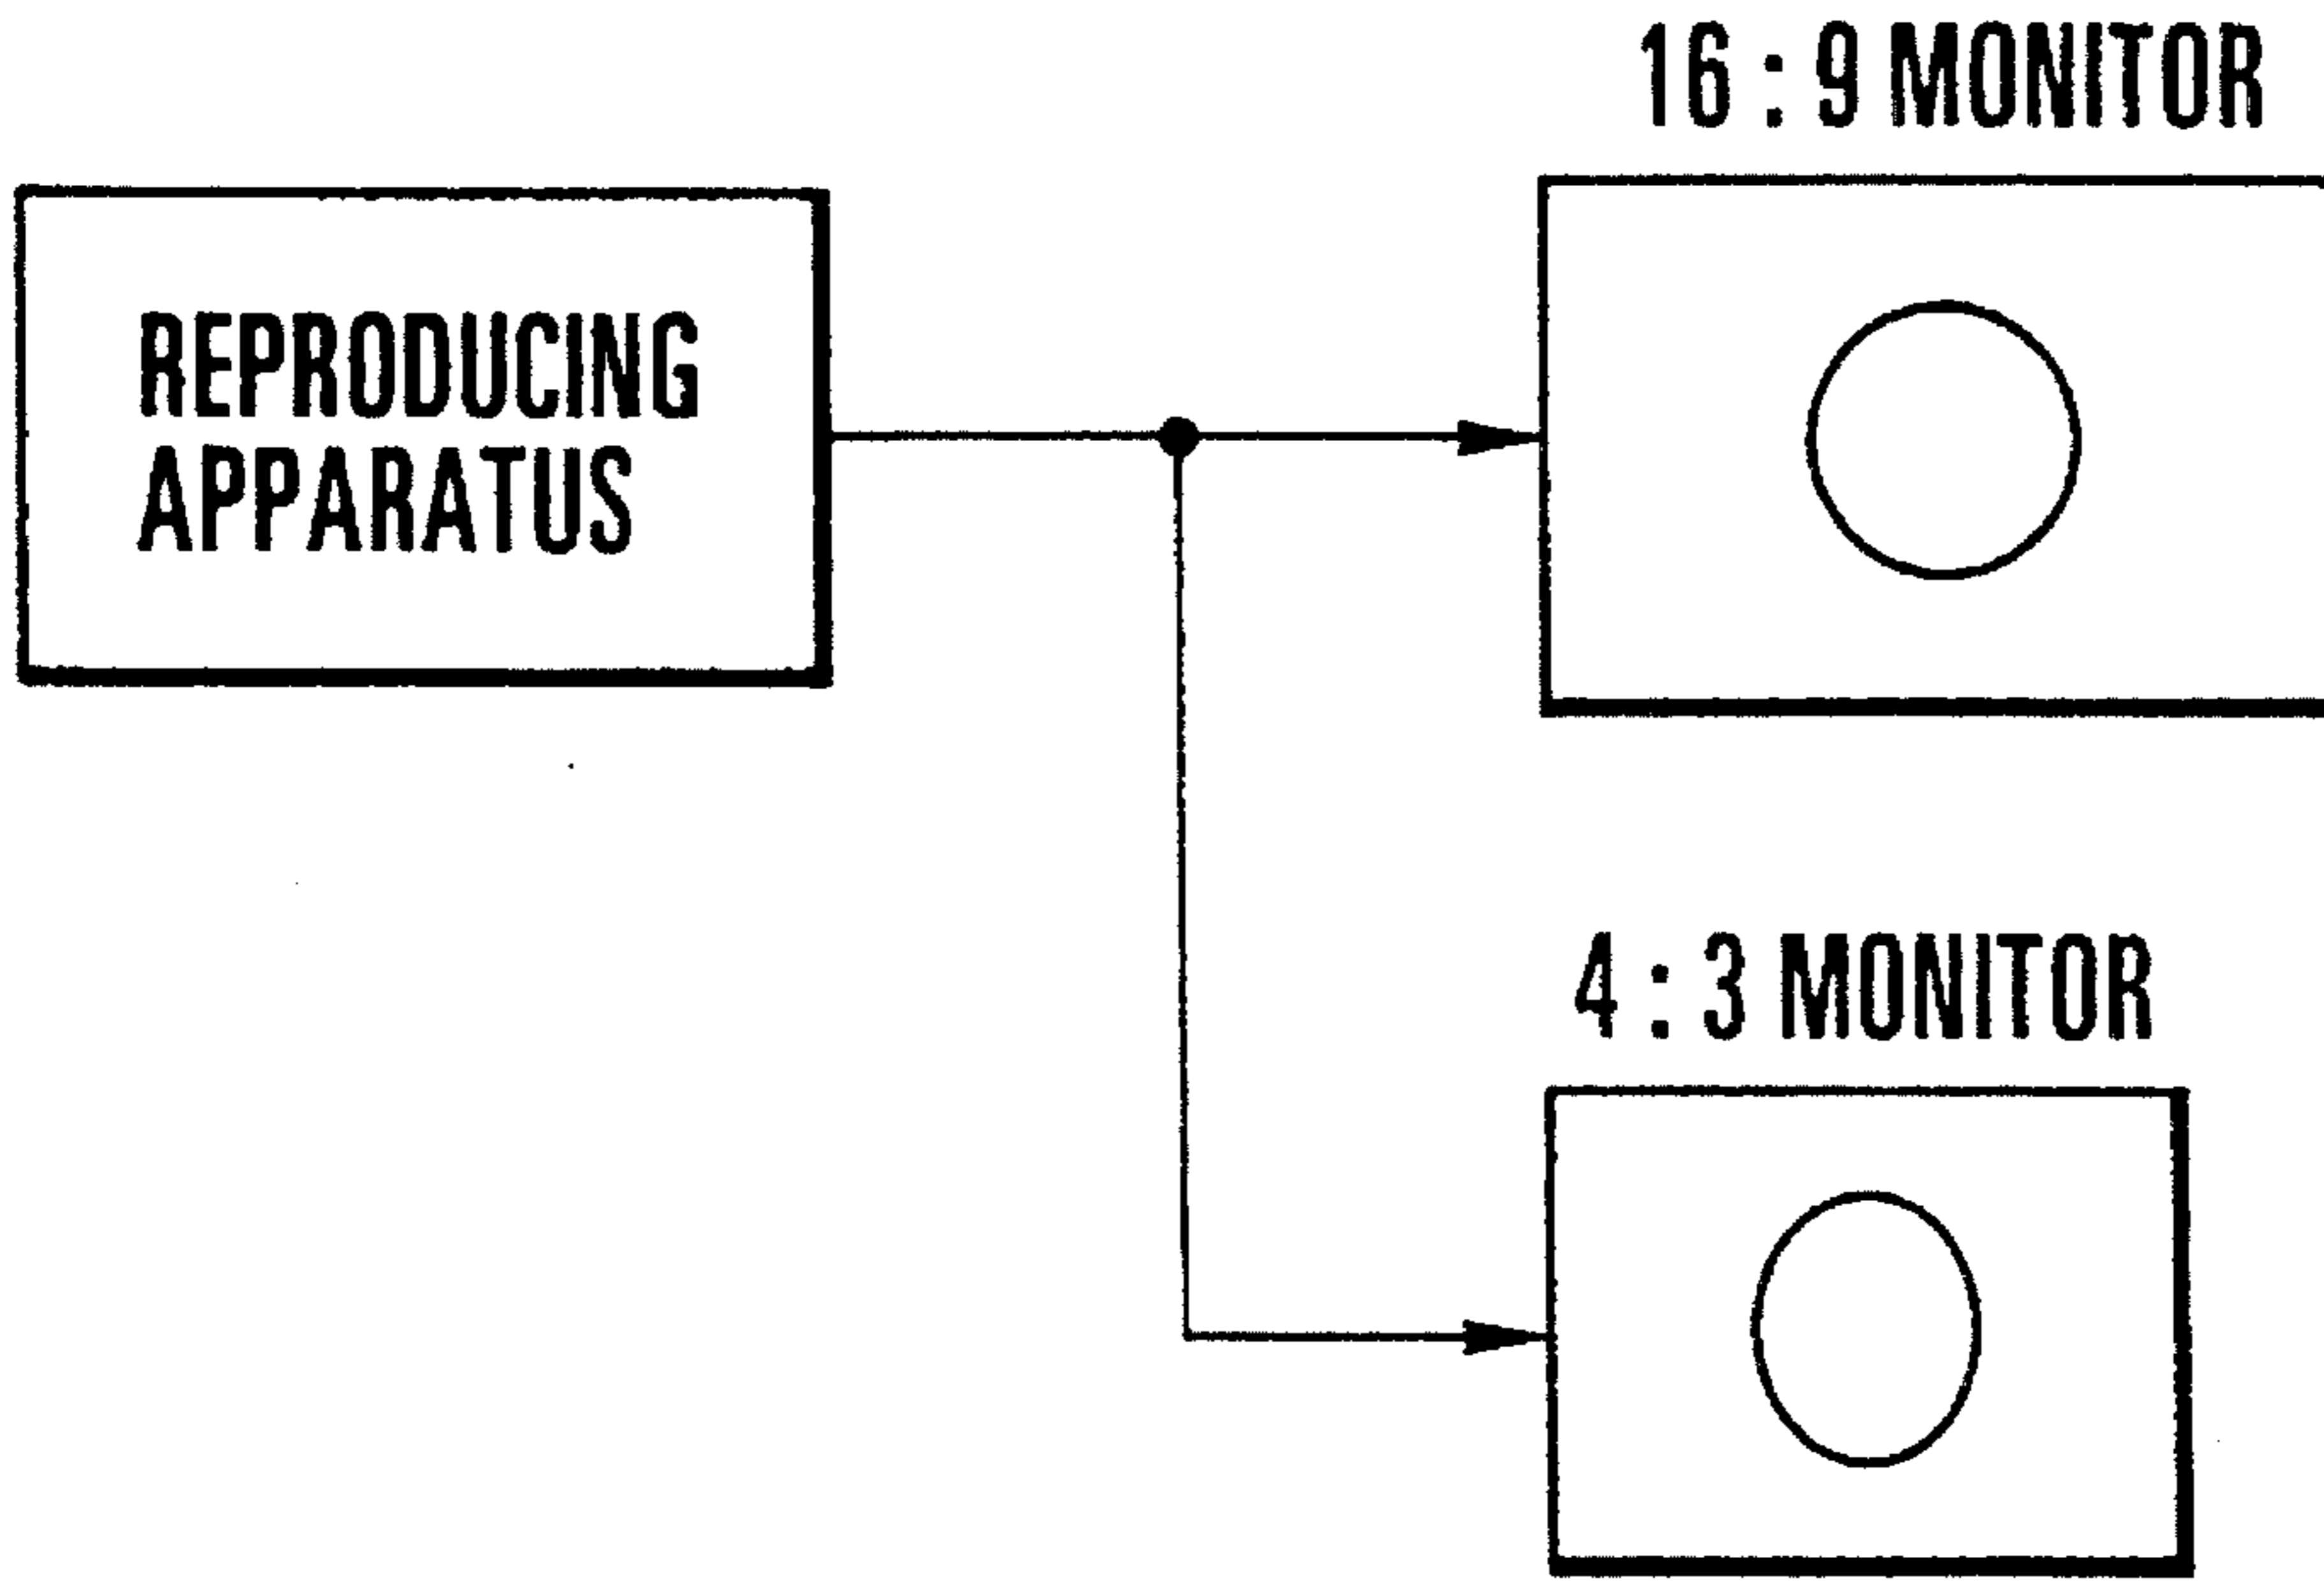 16 : 9 MONITOR
REPRODUCING
APPARATUS
4 : 3 MONITOR